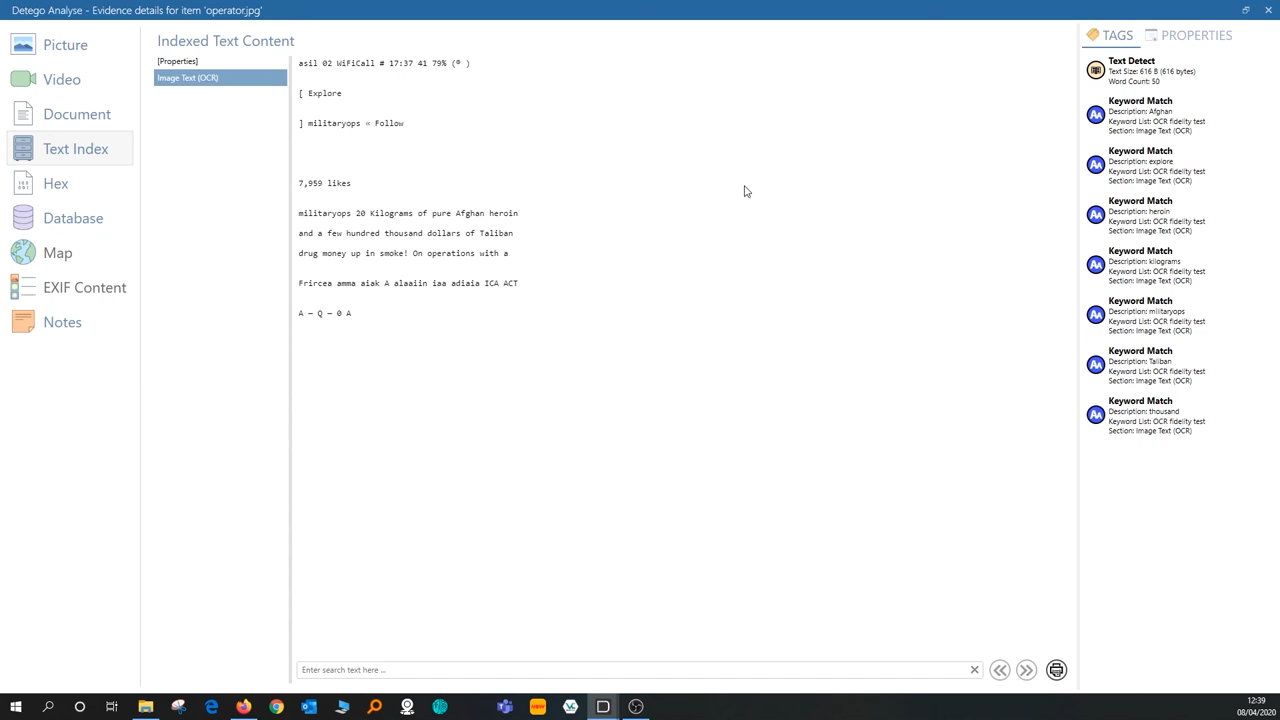 Detego Analyse - Evidence details for item 'operator.jpg'
Picture
Video
Document
Text Index
Hex
Database
Map
EXIF Content
Notes
Indexed Text Content
[Properties]
Image Text (OCR)
asil 02 WiFiCall # 17:37 41 79% (® )
[ Explore
] militaryops « Follow
7,959 likes
militaryops 20 Kilograms of pure Afghan heroin
and a few hundred thousand dollars of Taliban
drug money up in smoke! On operations with a
Frircea amma aiak A alaaiin iaa adiaia ICA ACT
A — Q — 0 A
Enter search text here ...
TAGS
PROPERTIES
Text Detect
Text Size: 616 B (616 bytes)
Word Count: 50
Keyword Match
Description: Afghan
Keyword List: OCR fidelity test
Section: Image Text (OCR)
Keyword Match
Description: explore
Keyword List: OCR fidelity test
Section: Image Text (OCR)
Keyword Match
Description: heroin
Keyword List: OCR fidelity test
Section: Image Text (OCR)
Keyword Match
Description: kilograms
Keyword List: OCR fidelity test
Section: Image Text (OCR)
Keyword Match
Description: militaryops
Keyword List: OCR fidelity test
Section: Image Text (OCR)
Keyword Match
Description: Taliban
Keyword List: OCR fidelity test
Section: Image Text (OCR)
Keyword Match
Description: thousand
Keyword List: OCR fidelity test
Section: Image Text (OCR)
12:39
08/04/2020